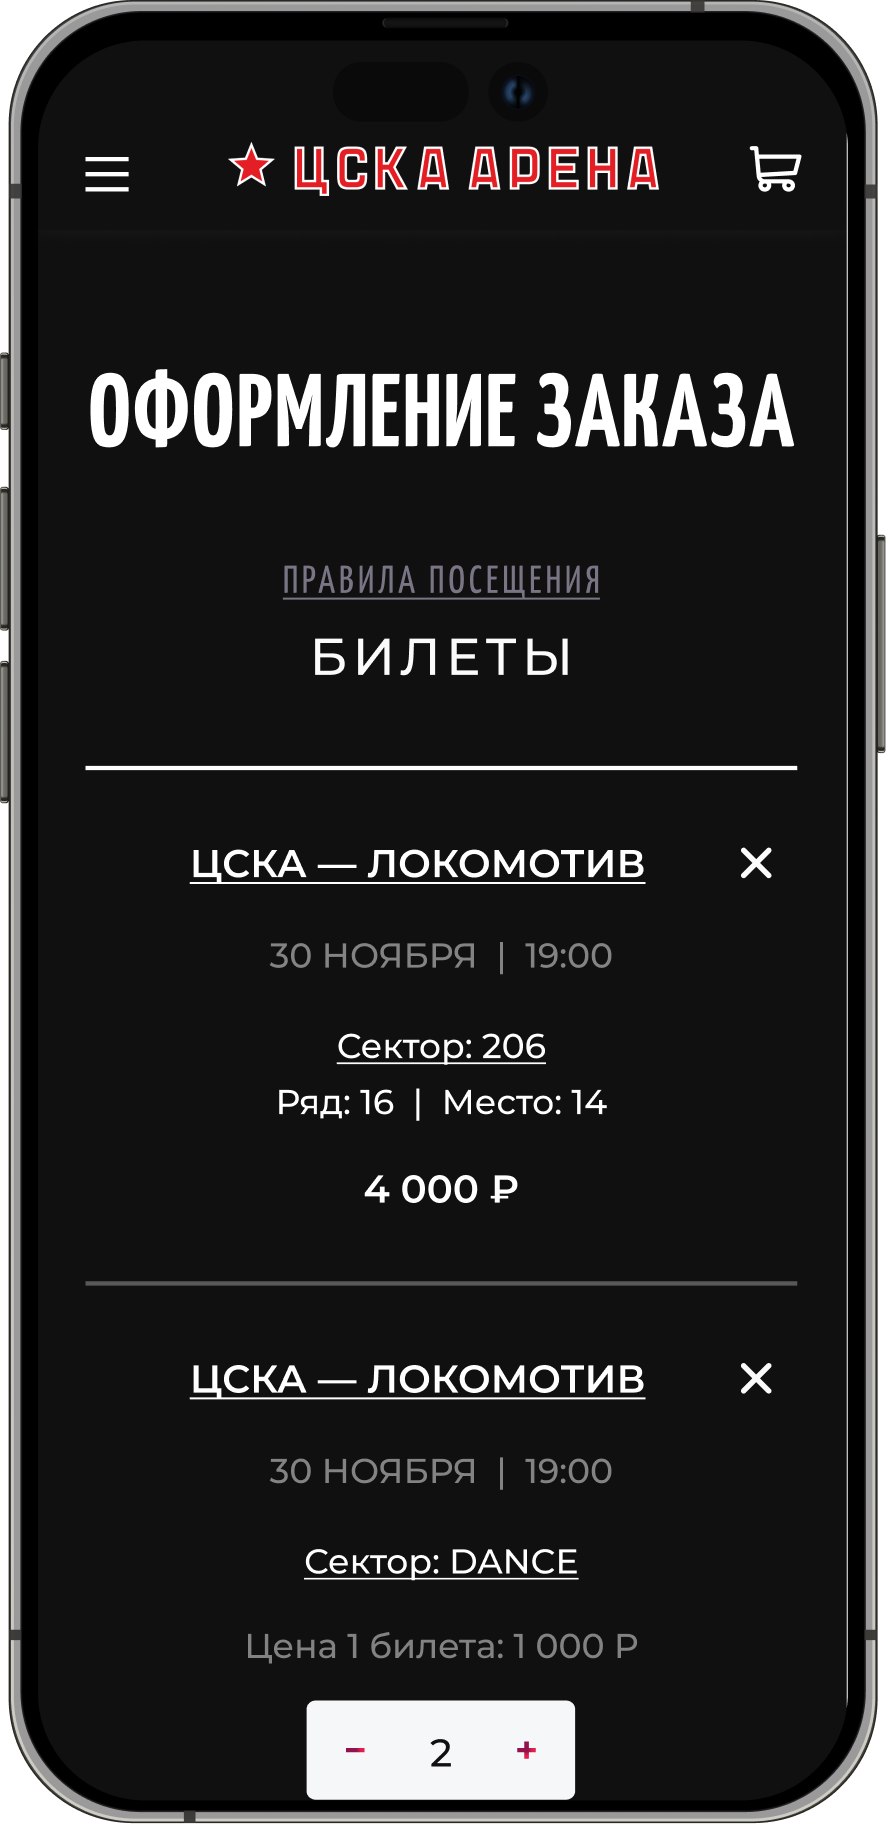 ЦСКА АРЕНА
ОФОРМЛЕНИЕ ЗАКАЗА
ПРАВИЛА ПОСЕЩЕНИЯ
БИЛЕТЫ
ЦСКА — ЛОКОМОТИВ
30 НОЯБРЯ | 19:00
Сектор: 206
Ряд: 16 | Место: 14
4 000 ₽
ЦСКА — ЛОКОМОТИВ
30 НОЯБРЯ | 19:00
Сектор: DANCE
Цена 1 билета: 1 000 Р
− 2 +